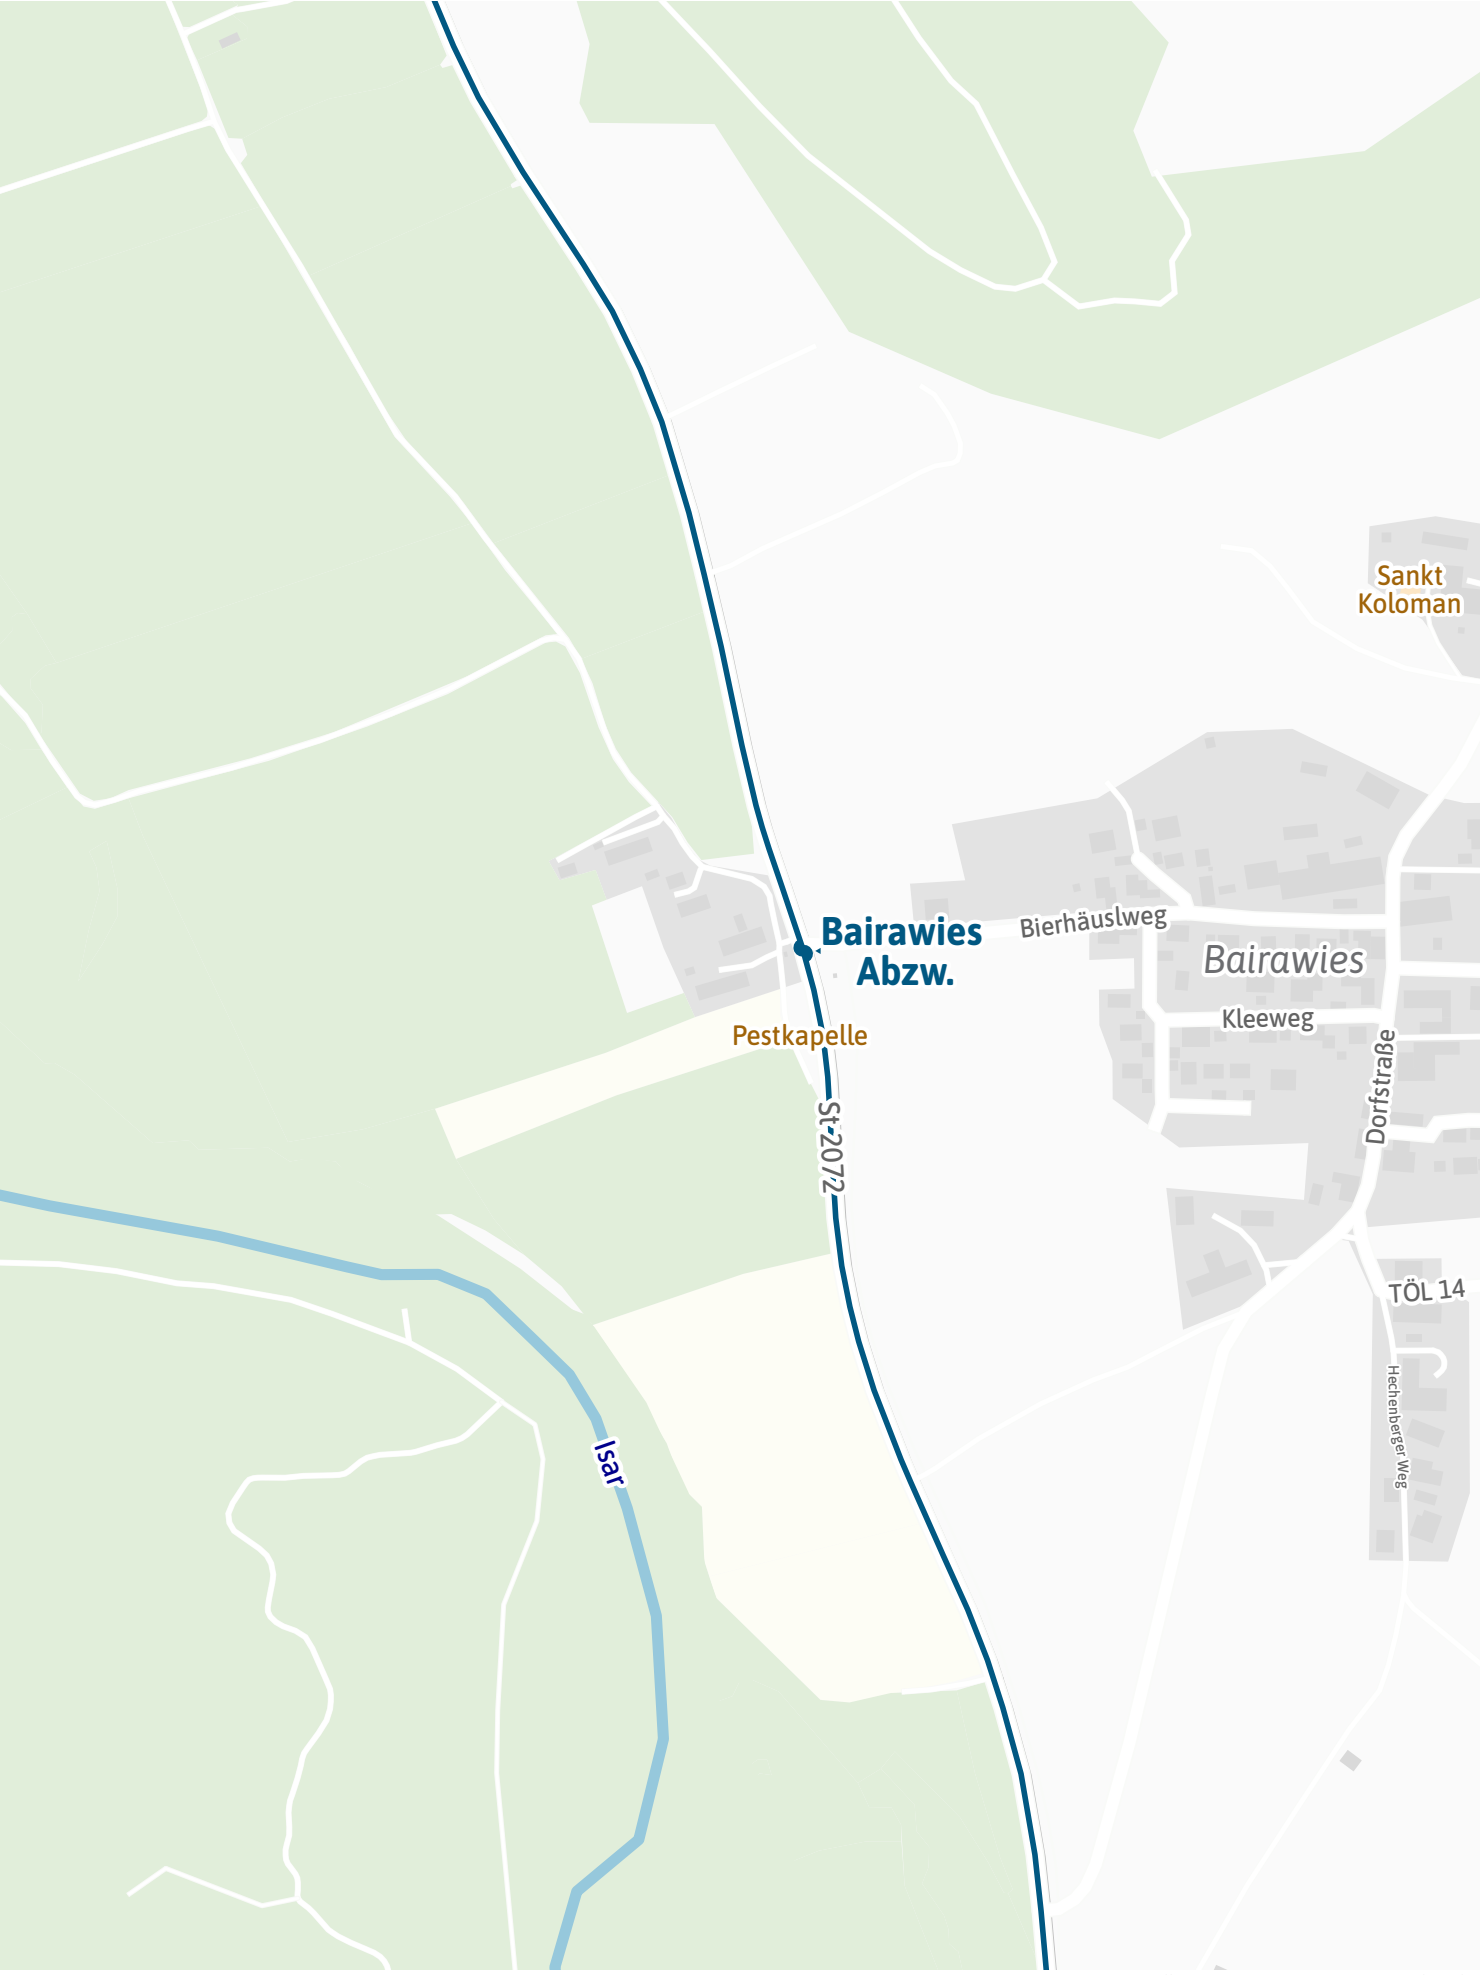 Sankt
Koloman
Bierhäuslweg
Bairawies
Abzw.
Bairawies
Kleeweg
Pestkapelle
Dorfstraße
St 2072
TÖL 14
Hechenberger Weg
Isar